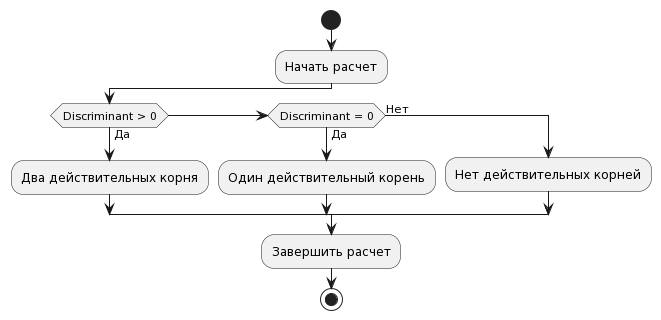 Начать расчет
Discriminant > 0
Discriminant = 0
Нет
Да
Да
Два действительных корня
Один действительный корень
Нет действительных корней
Завершить расчет